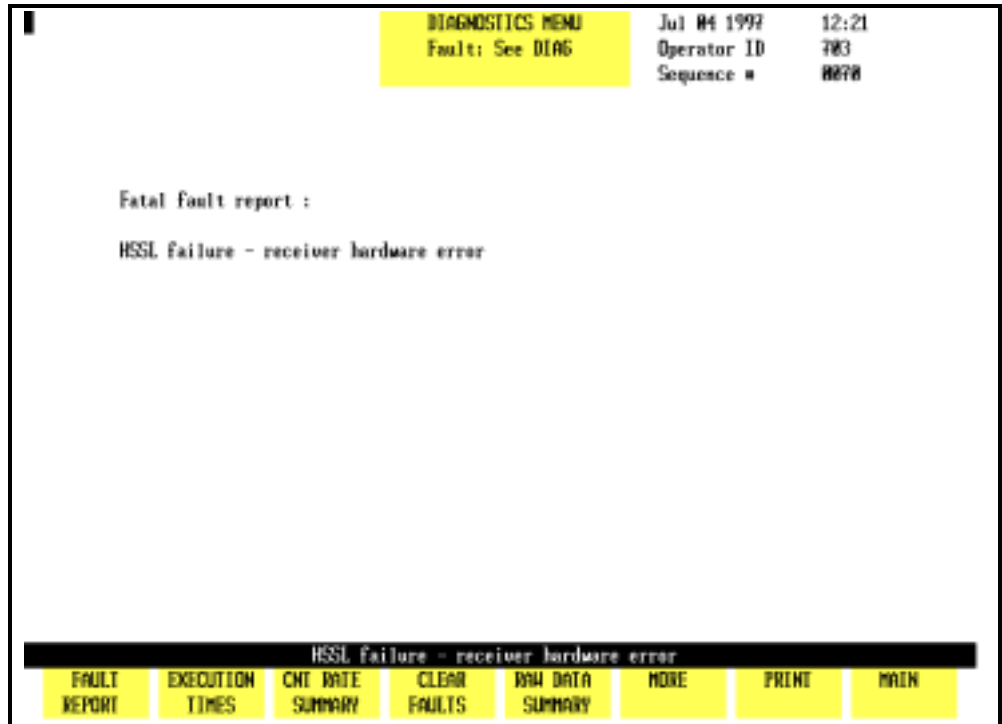 DIAGNOSTICS MENU
Fault: See DIAG
Jul 04 1997 12:21
Operator ID 703
Sequence # 0070
Fatal fault report :
HSSL failure - receiver hardware error
HSSL failure - receiver hardware error
FAULT REPORT
EXECUTION TIMES
CNT RATE SUMMARY
CLEAR FAULTS
RAW DATA SUMMARY
MORE
PRINT
MAIN